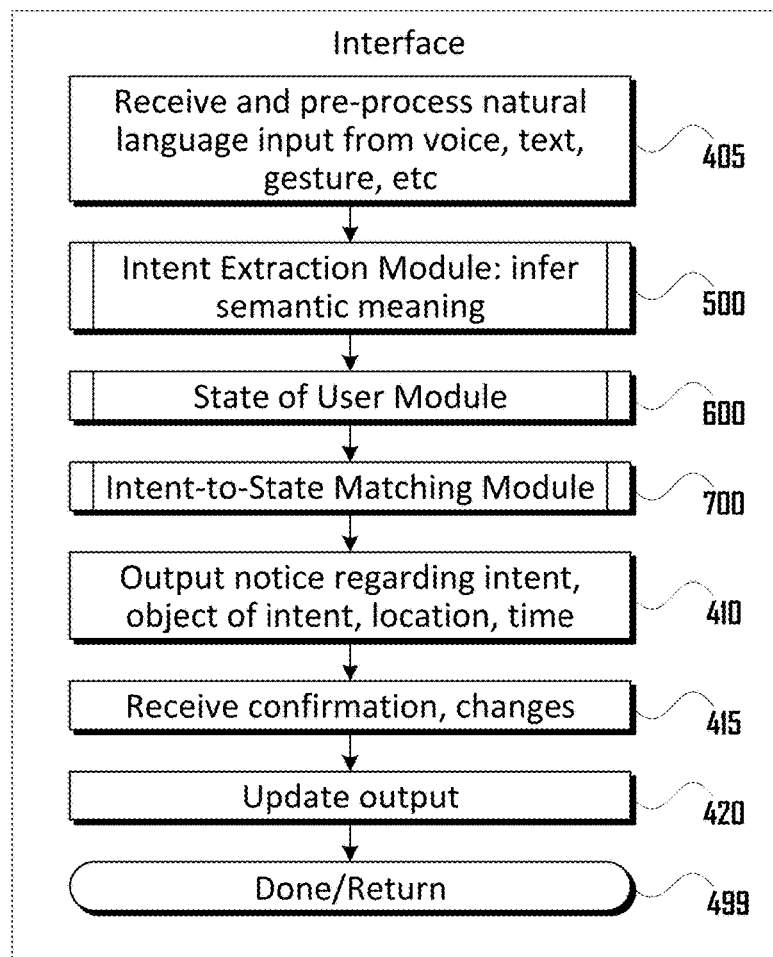 Interface
Receive and pre-process natural
language input from voice, text,
gesture, etc
405
Intent Extraction Module: infer
semantic meaning
500
State of User Module
600
Intent-to-State Matching Module
700
Output notice regarding intent,
object of intent, location, time
410
Receive confirmation, changes
415
Update output
420
Done/Return
499